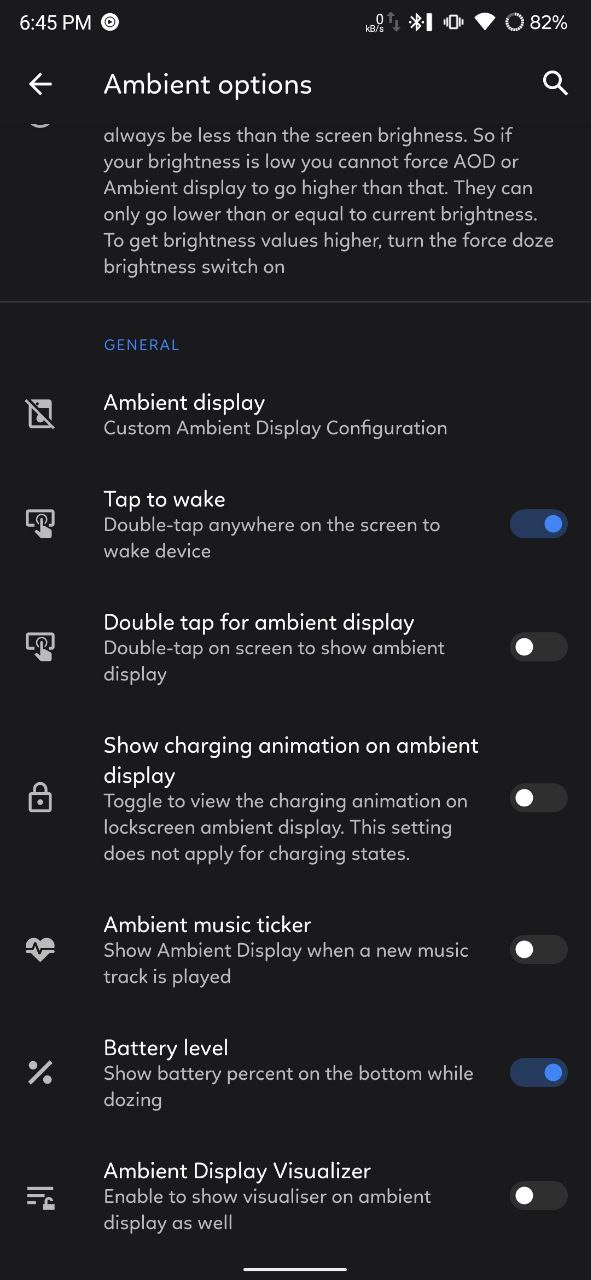 6:45 PM
0
kB/s
82%
Ambient options
always be less than the screen brighness. So if
your brightness is low you cannot force AOD or
Ambient display to go higher than that. They can
only go lower than or equal to current brightness.
To get brightness values higher, turn the force doze
brightness switch on
GENERAL
Ambient display
Custom Ambient Display Configuration
Tap to wake
Double-tap anywhere on the screen to
wake device
Double tap for ambient display
Double-tap on screen to show ambient
display
Show charging animation on ambient
display
Toggle to view the charging animation on
lockscreen ambient display. This setting
does not apply for charging states.
Ambient music ticker
Show Ambient Display when a new music
track is played
Battery level
Show battery percent on the bottom while
dozing
Ambient Display Visualizer
Enable to show visualiser on ambient
display as well